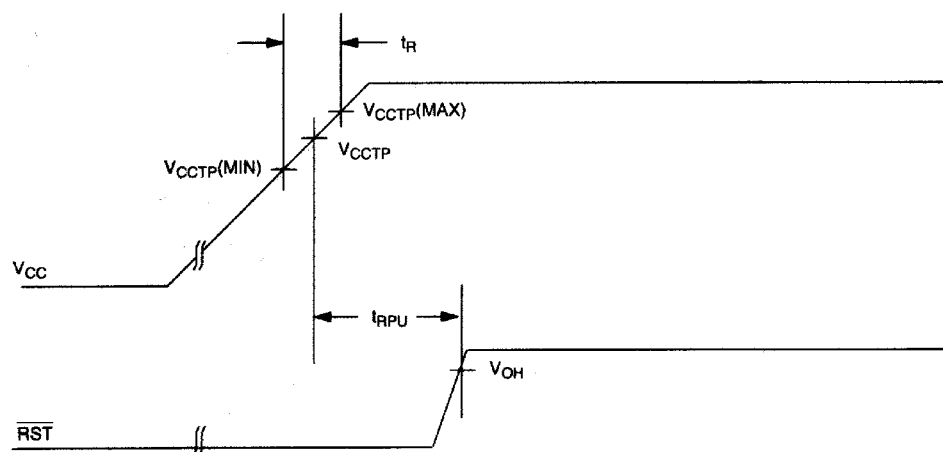 tR
VCCTP(MAX)
VCCTP
VCCTP(MIN)
VCC
tRPU
VOH
RST